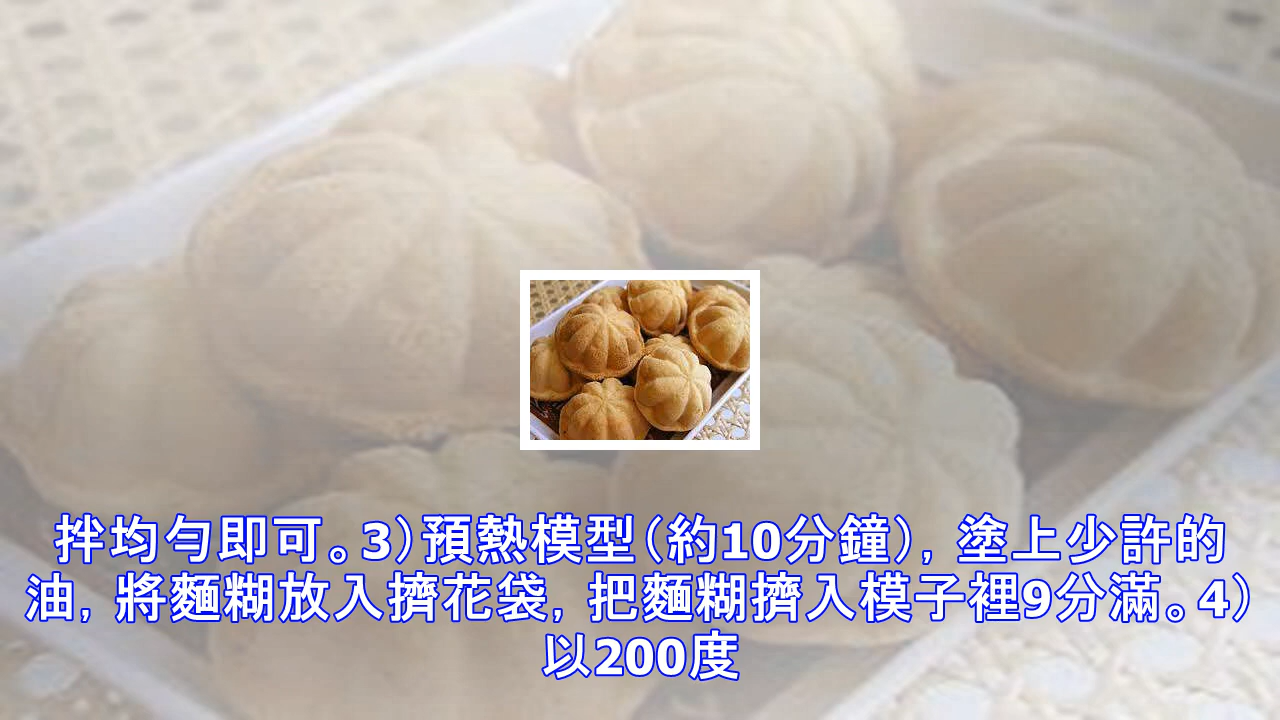 拌均勻即可。3）預熱模型（約10分鐘），塗上少許的
油，將麵糊放入擠花袋，把麵糊擠入模子裡9分滿。4）
以200度